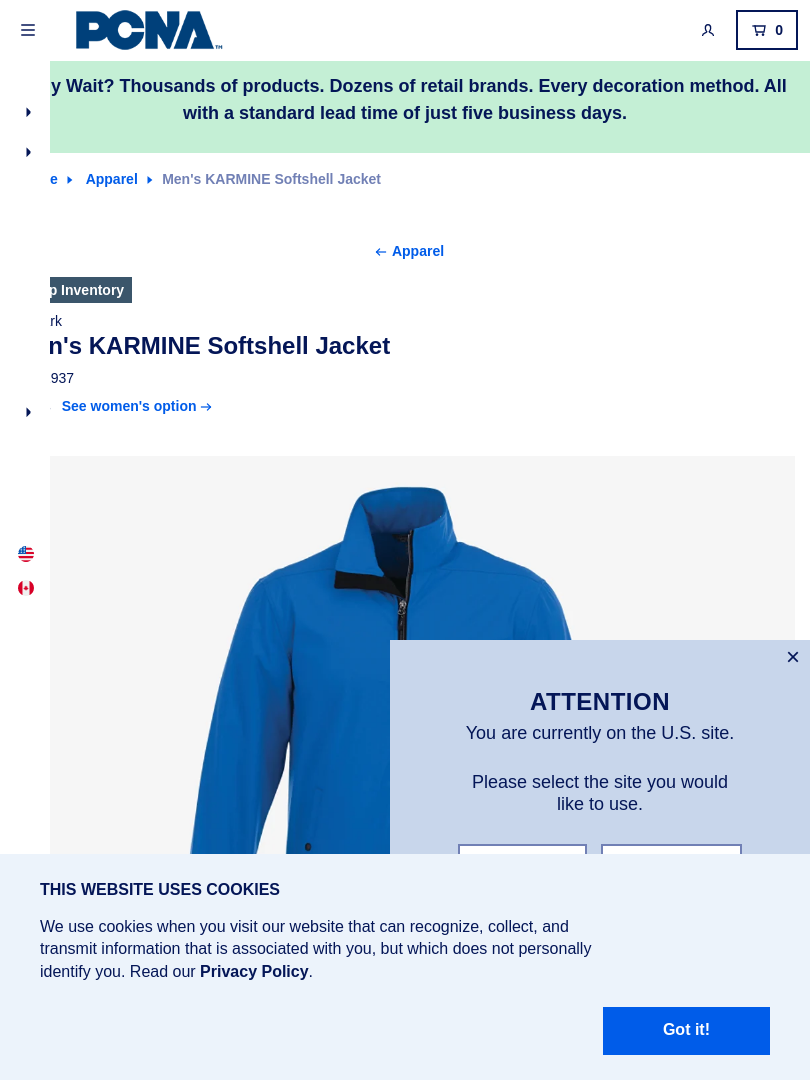 PCNA™
0
y Wait? Thousands of products. Dozens of retail brands. Every decoration method. All
with a standard lead time of just five business days.
e Apparel Men's KARMINE Softshell Jacket
Apparel
p Inventory
rk
n's KARMINE Softshell Jacket
937
See women's option
ATTENTION
You are currently on the U.S. site.
Please select the site you would
like to use.
THIS WEBSITE USES COOKIES
We use cookies when you visit our website that can recognize, collect, and
transmit information that is associated with you, but which does not personally
identify you. Read our Privacy Policy.
Got it!